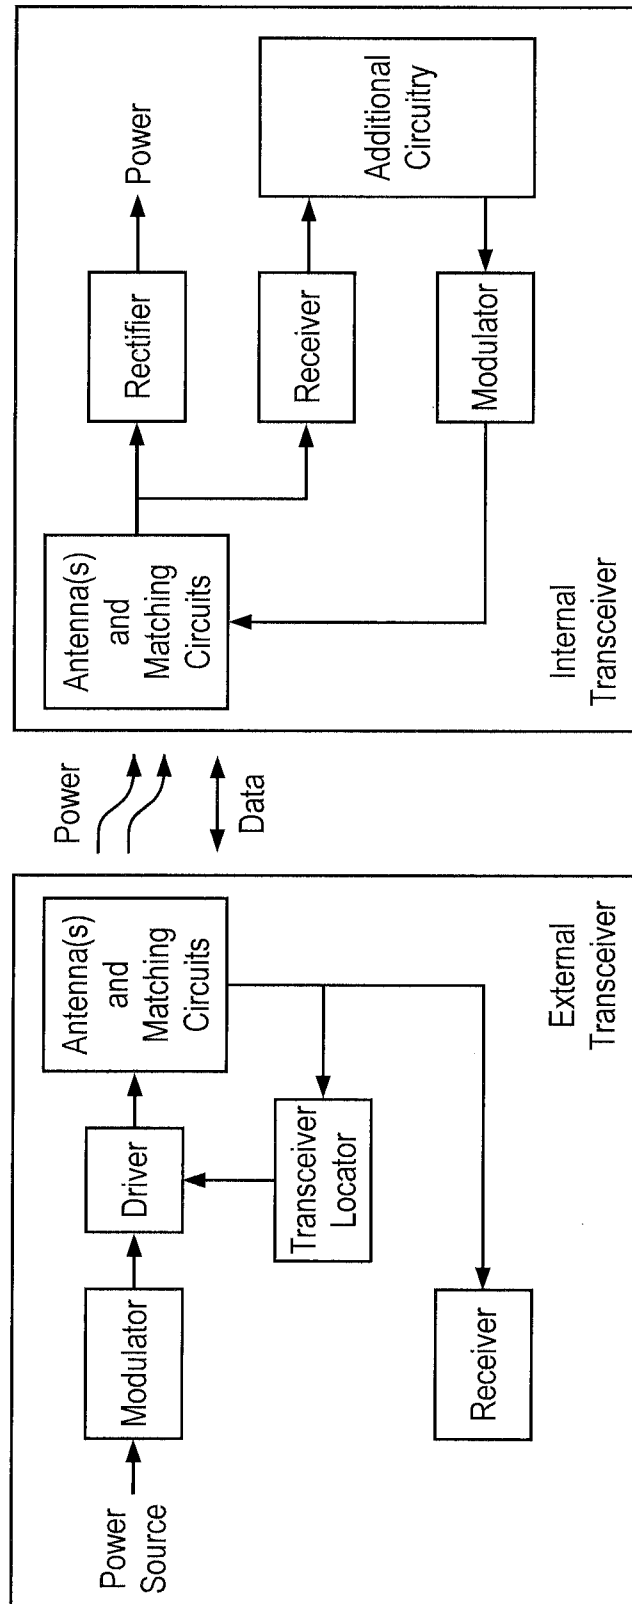 Power
Source
Modulator
Driver
Antenna(s)
and
Matching
Circuits
Transceiver
Locator
Receiver
External
Transceiver
Power
Data
Antenna(s)
and
Matching
Circuits
Rectifier
Power
Receiver
Additional
Circuitry
Modulator
Internal
Transceiver